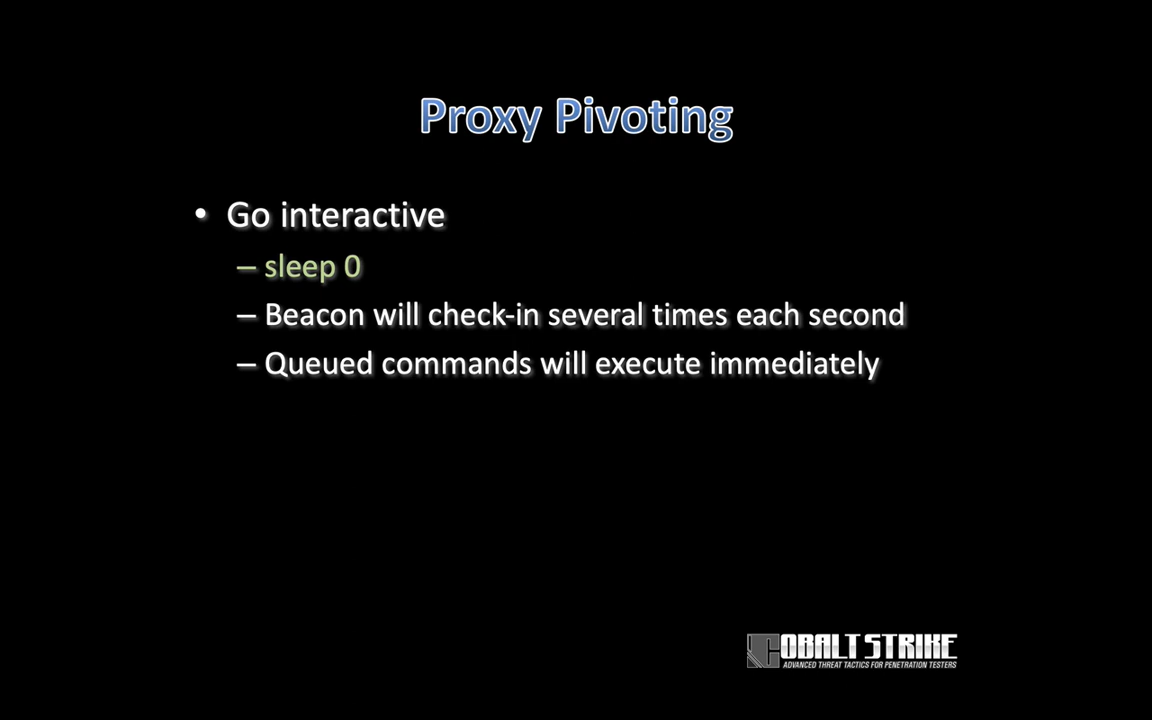 Proxy Pivoting
• Go interactive
– sleep 0
– Beacon will check-in several times each second
– Queued commands will execute immediately
COBALT STRIKE
ADVANCED THREAT TACTICS FOR PENETRATION TESTERS